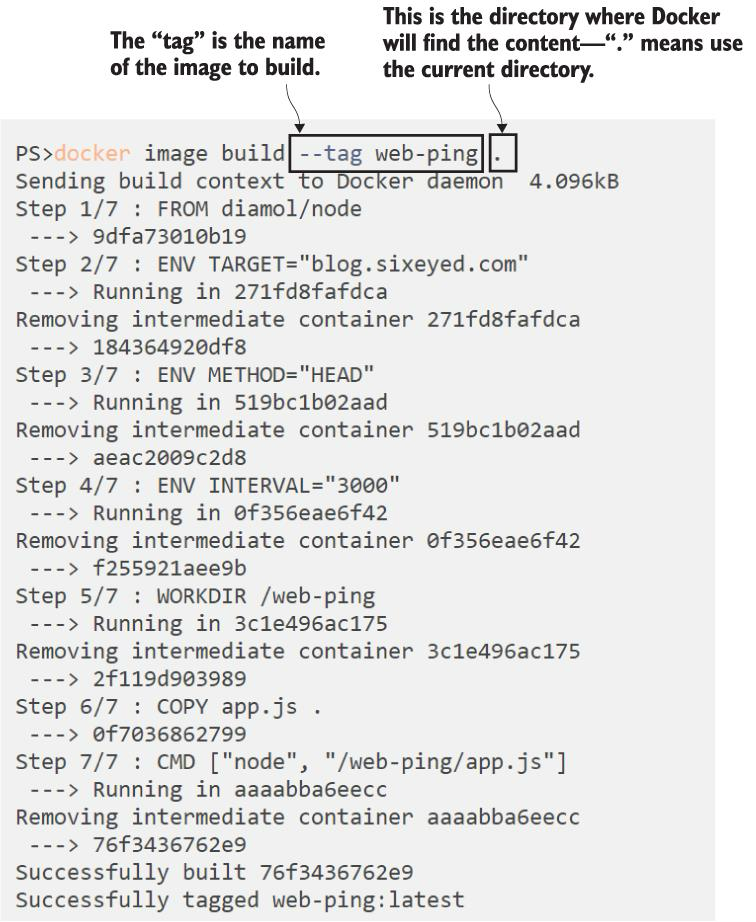 The “tag” is the name
of the image to build.
This is the directory where Docker
will find the content—“.” means use
the current directory.
PS>docker image build --tag web-ping .
Sending build context to Docker daemon  4.096kB
Step 1/7 : FROM diamol/node
 ---> 9dfa73010b19
Step 2/7 : ENV TARGET="blog.sixeyed.com"
 ---> Running in 271fd8fafdca
Removing intermediate container 271fd8fafdca
 ---> 184364920df8
Step 3/7 : ENV METHOD="HEAD"
 ---> Running in 519bc1b02aad
Removing intermediate container 519bc1b02aad
 ---> aeac2009c2d8
Step 4/7 : ENV INTERVAL="3000"
 ---> Running in 0f356eae6f42
Removing intermediate container 0f356eae6f42
 ---> f255921aee9b
Step 5/7 : WORKDIR /web-ping
 ---> Running in 3c1e496ac175
Removing intermediate container 3c1e496ac175
 ---> 2f119d903989
Step 6/7 : COPY app.js .
 ---> 0f7036862799
Step 7/7 : CMD ["node", "/web-ping/app.js"]
 ---> Running in aaaabba6eecc
Removing intermediate container aaaabba6eecc
 ---> 76f3436762e9
Successfully built 76f3436762e9
Successfully tagged web-ping:latest